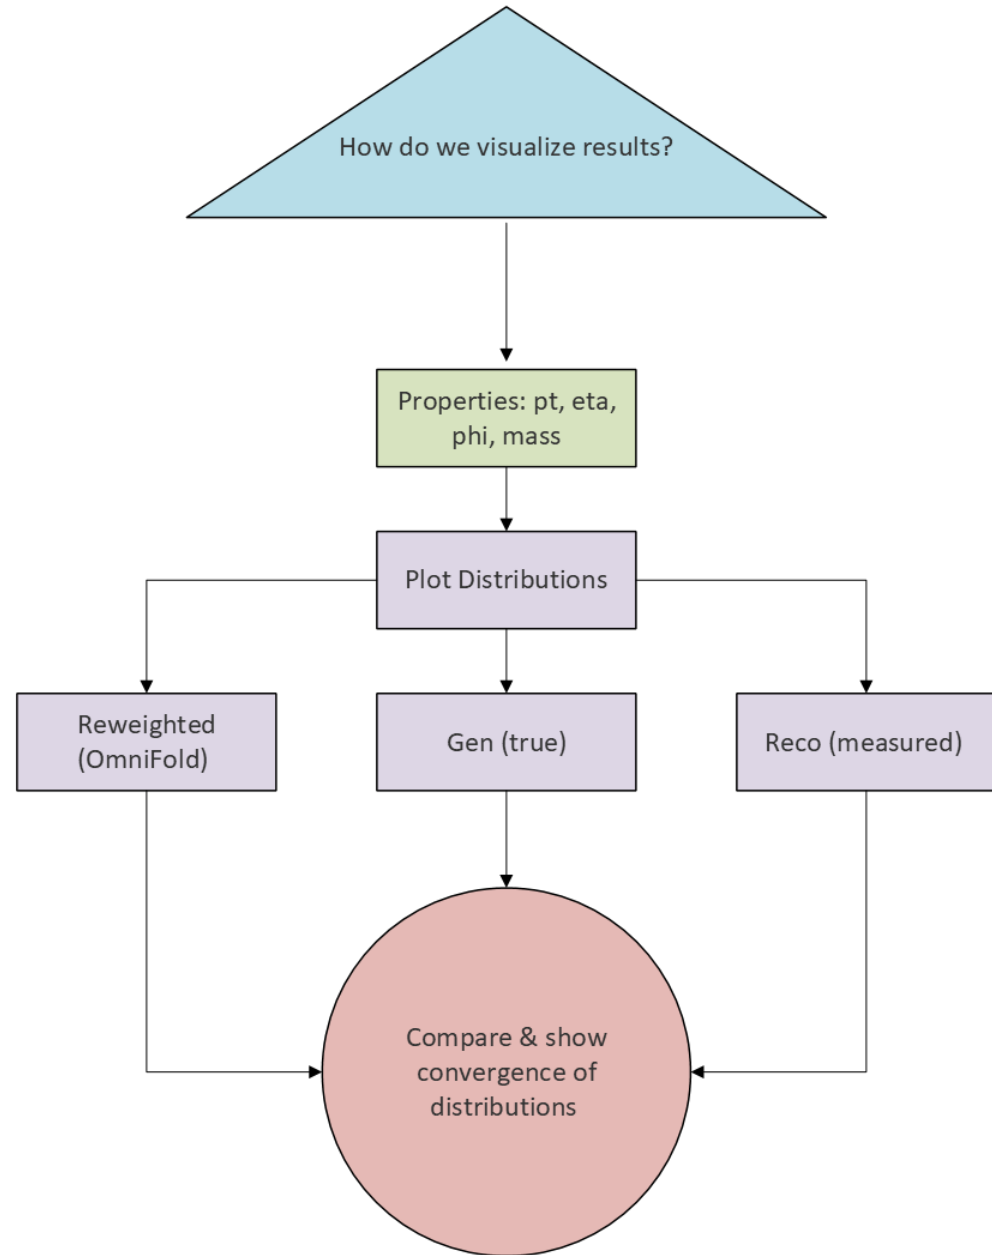 How do we visualize results?
Properties: pt, eta,
phi, mass
Plot Distributions
Reweighted
(OmniFold)
Gen (true)
Reco (measured)
Compare & show
convergence of
distributions